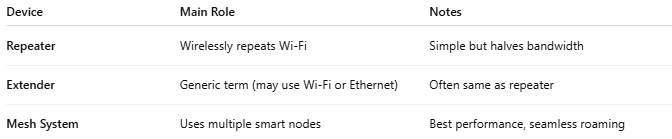 Device Main Role Notes
Repeater Wirelessly repeats Wi-Fi Simple but halves bandwidth
Extender Generic term (may use Wi-Fi or Ethernet) Often same as repeater
Mesh System Uses multiple smart nodes Best performance, seamless roaming